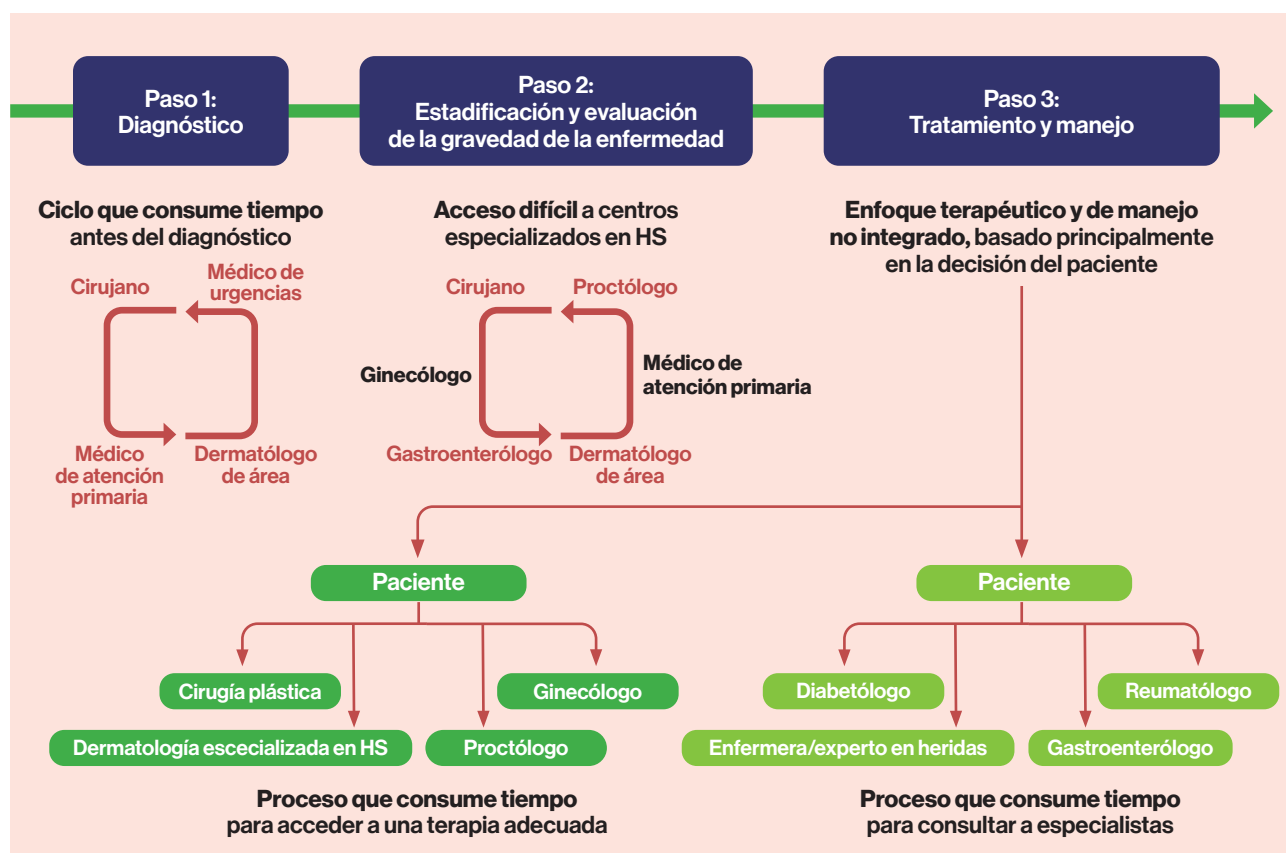 Paso 1:
Diagnóstico
Paso 2:
Estadificación y evaluación
de la gravedad de la enfermedad
Paso 3:
Tratamiento y manejo
Ciclo que consume tiempo
antes del diagnóstico
Cirujano
Médico de
urgencias
Médico
de atención
primaria
Dermatólogo
de área
Acceso difícil a centros
especializados en HS
Cirujano
Proctólogo
Ginecólogo
Médico de
atención primaria
Gastroenterólogo
Dermatólogo
de área
Enfoque terapéutico y de manejo
no integrado, basado principalmente
en la decisión del paciente
Paciente
Cirugía plástica
Ginecólogo
Dermatología escecializada en HS
Proctólogo
Proceso que consume tiempo
para acceder a una terapia adecuada
Paciente
Diabetólogo
Reumatólogo
Enfermera/experto en heridas
Gastroenterólogo
Proceso que consume tiempo
para consultar a especialistas